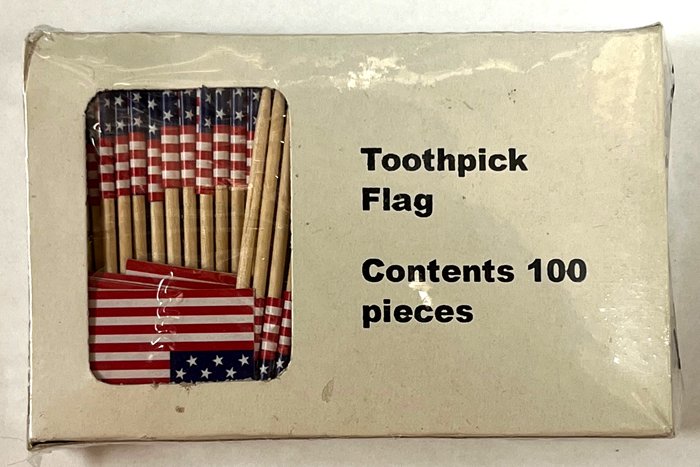 Toothpick
Flag
Contents 100
pieces